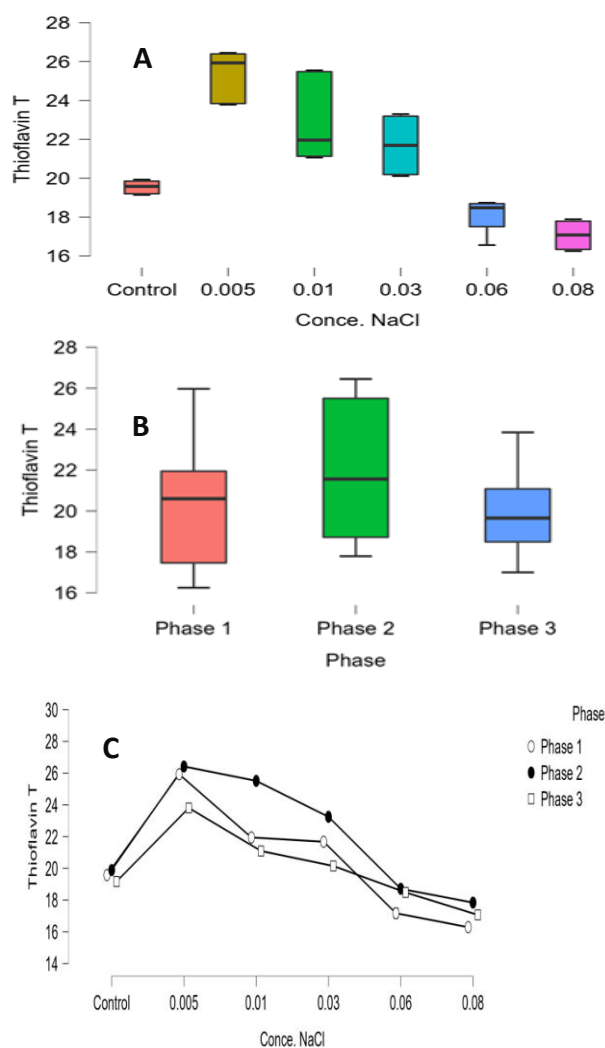 28
A
26
24
22
20
18
16
Thioflavin T
Control 0.005 0.01 0.03 0.06 0.08
Conce. NaCl
28
26
B
24
22
20
18
16
Thioflavin T
Phase 1 Phase 2 Phase 3
Phase
30
C
28
26
24
22
20
18
16
14
Thioflavin T
Phase
Phase 1
Phase 2
Phase 3
Control 0.005 0.01 0.03 0.06 0.08
Conce. NaCl